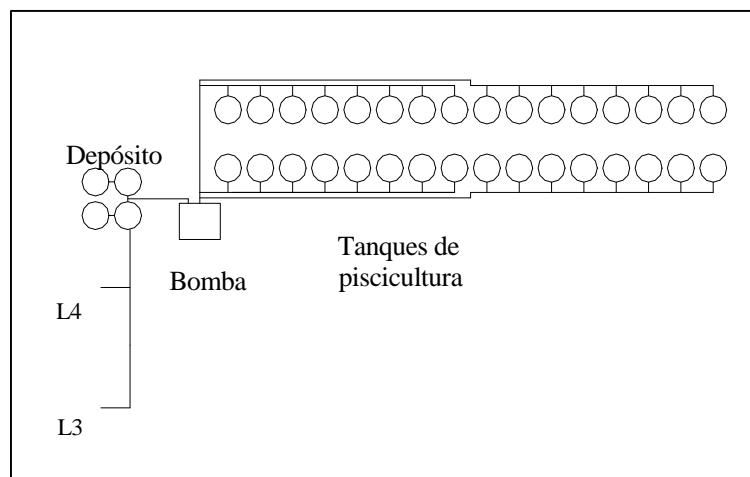 Depósito
Tanques de
piscicultura
Bomba
L4
L3